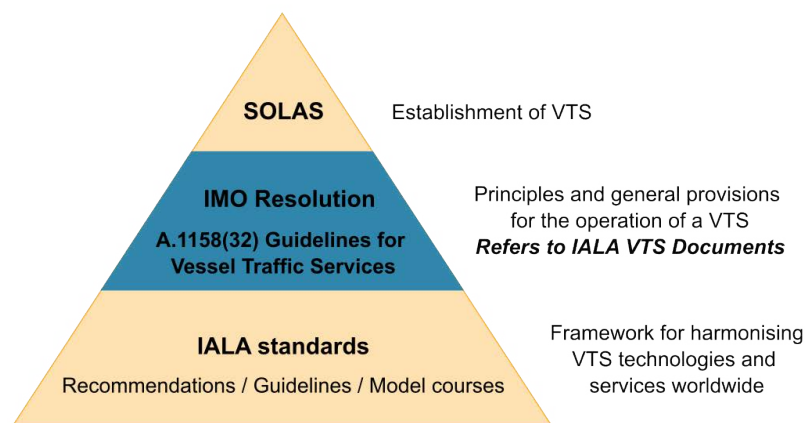 SOLAS
Establishment of VTS
IMO Resolution
A.1158(32) Guidelines for
Vessel Traffic Services
Principles and general provisions
for the operation of a VTS
Refers to IALA VTS Documents
IALA standards
Recommendations / Guidelines / Model courses
Framework for harmonising
VTS technologies and
services worldwide